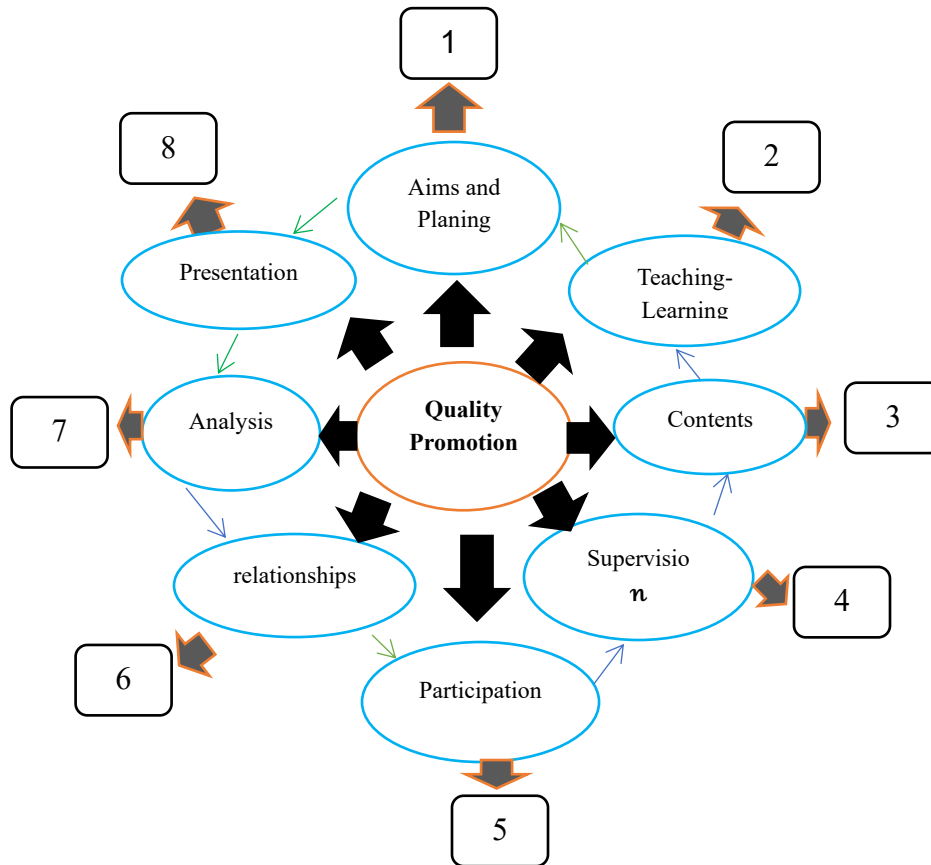 1
8
2
Aims and
Planing
Presentation
Teaching-
Learning
Quality
Promotion
7
Analysis
Contents
3
relationships
Supervisio
n
4
6
Participation
5